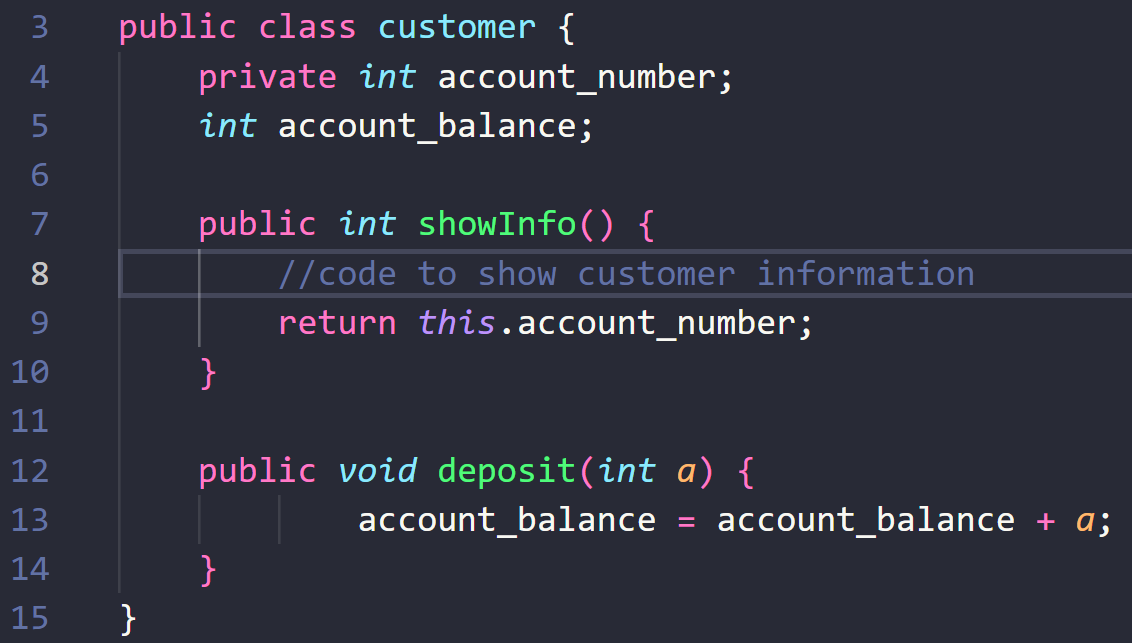 3 public class customer {
4 private int account_number;
5 int account_balance;
6
7 public int showInfo() {
8 //code to show customer information
9 return this.account_number;
10 }
11
12 public void deposit(int a) {
13 account_balance = account_balance + a;
14 }
15 }